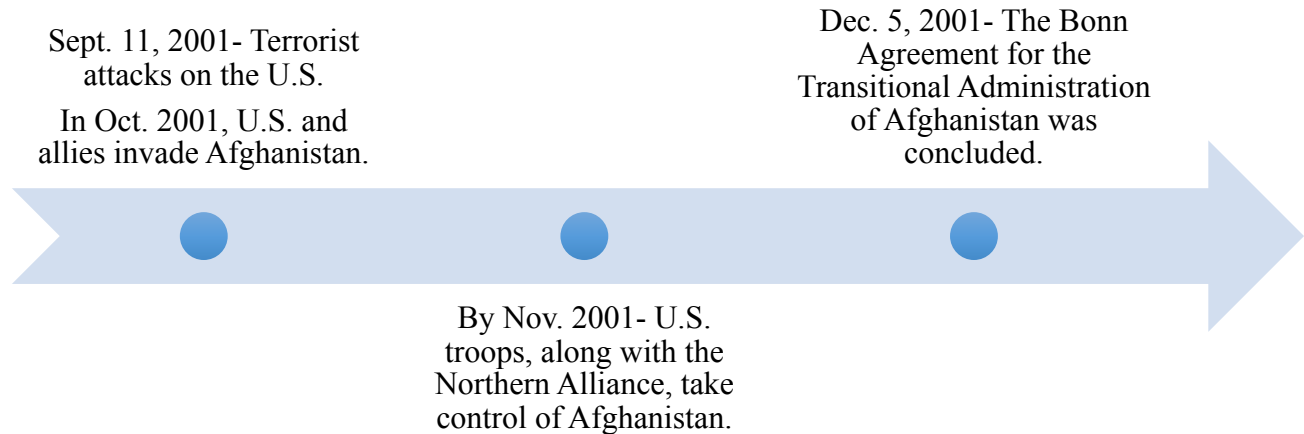 Sept. 11, 2001- Terrorist
attacks on the U.S.
In Oct. 2001, U.S. and
allies invade Afghanistan.
By Nov. 2001- U.S.
troops, along with the
Northern Alliance, take
control of Afghanistan.
Dec. 5, 2001- The Bonn
Agreement for the
Transitional Administration
of Afghanistan was
concluded.